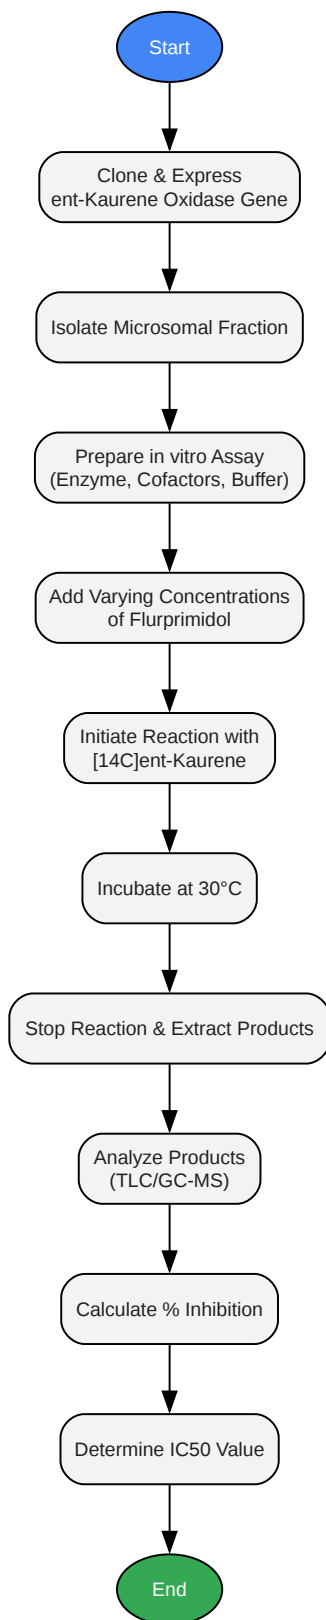 Start
Clone & Express
ent-Kaurene Oxidase Gene
Isolate Microsomal Fraction
Prepare in vitro Assay
(Enzyme, Cofactors, Buffer)
Add Varying Concentrations
of Flurprimidol
Initiate Reaction with
[14C]ent-Kaurene
Incubate at 30°C
Stop Reaction & Extract Products
Analyze Products
(TLC/GC-MS)
Calculate % Inhibition
Determine IC50 Value
End